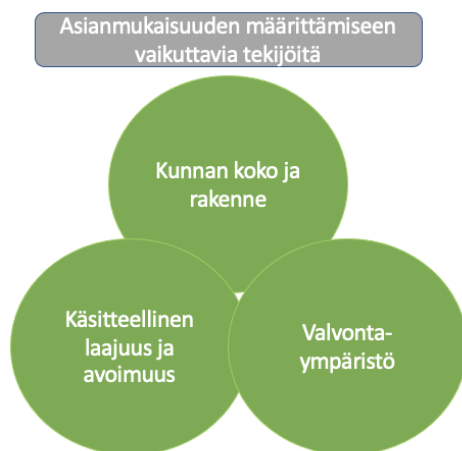 Asianmukaisuuden määrittämiseen
vaikuttavia tekijöitä
Kunnan koko ja
rakenne
Käsitteellinen
laajuus ja
avoimuus
Valvonta-
ympäristö